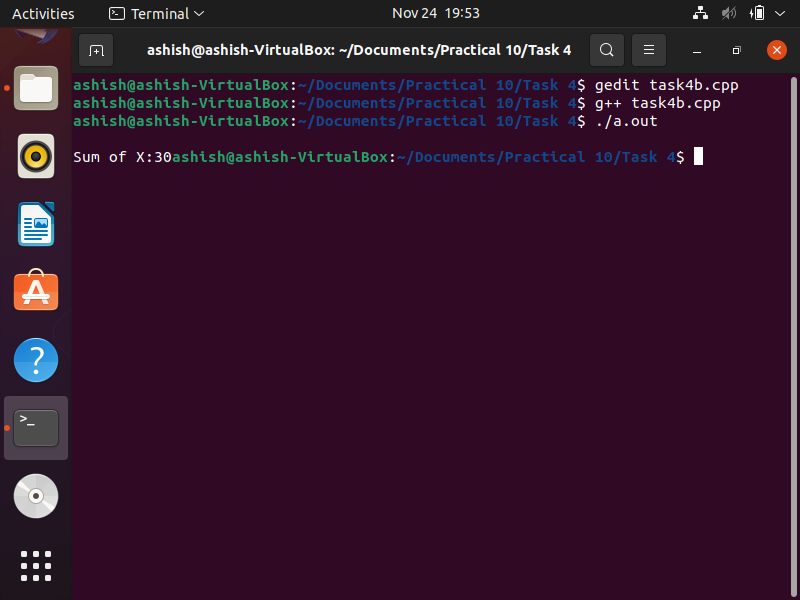 Activities Terminal Nov 24 19:53
ashish@ashish-VirtualBox: ~/Documents/Practical 10/Task 4
ashish@ashish-VirtualBox:~/Documents/Practical 10/Task 4$ gedit task4b.cpp
ashish@ashish-VirtualBox:~/Documents/Practical 10/Task 4$ g++ task4b.cpp
ashish@ashish-VirtualBox:~/Documents/Practical 10/Task 4$ ./a.out
Sum of X:30ashish@ashish-VirtualBox:~/Documents/Practical 10/Task 4$